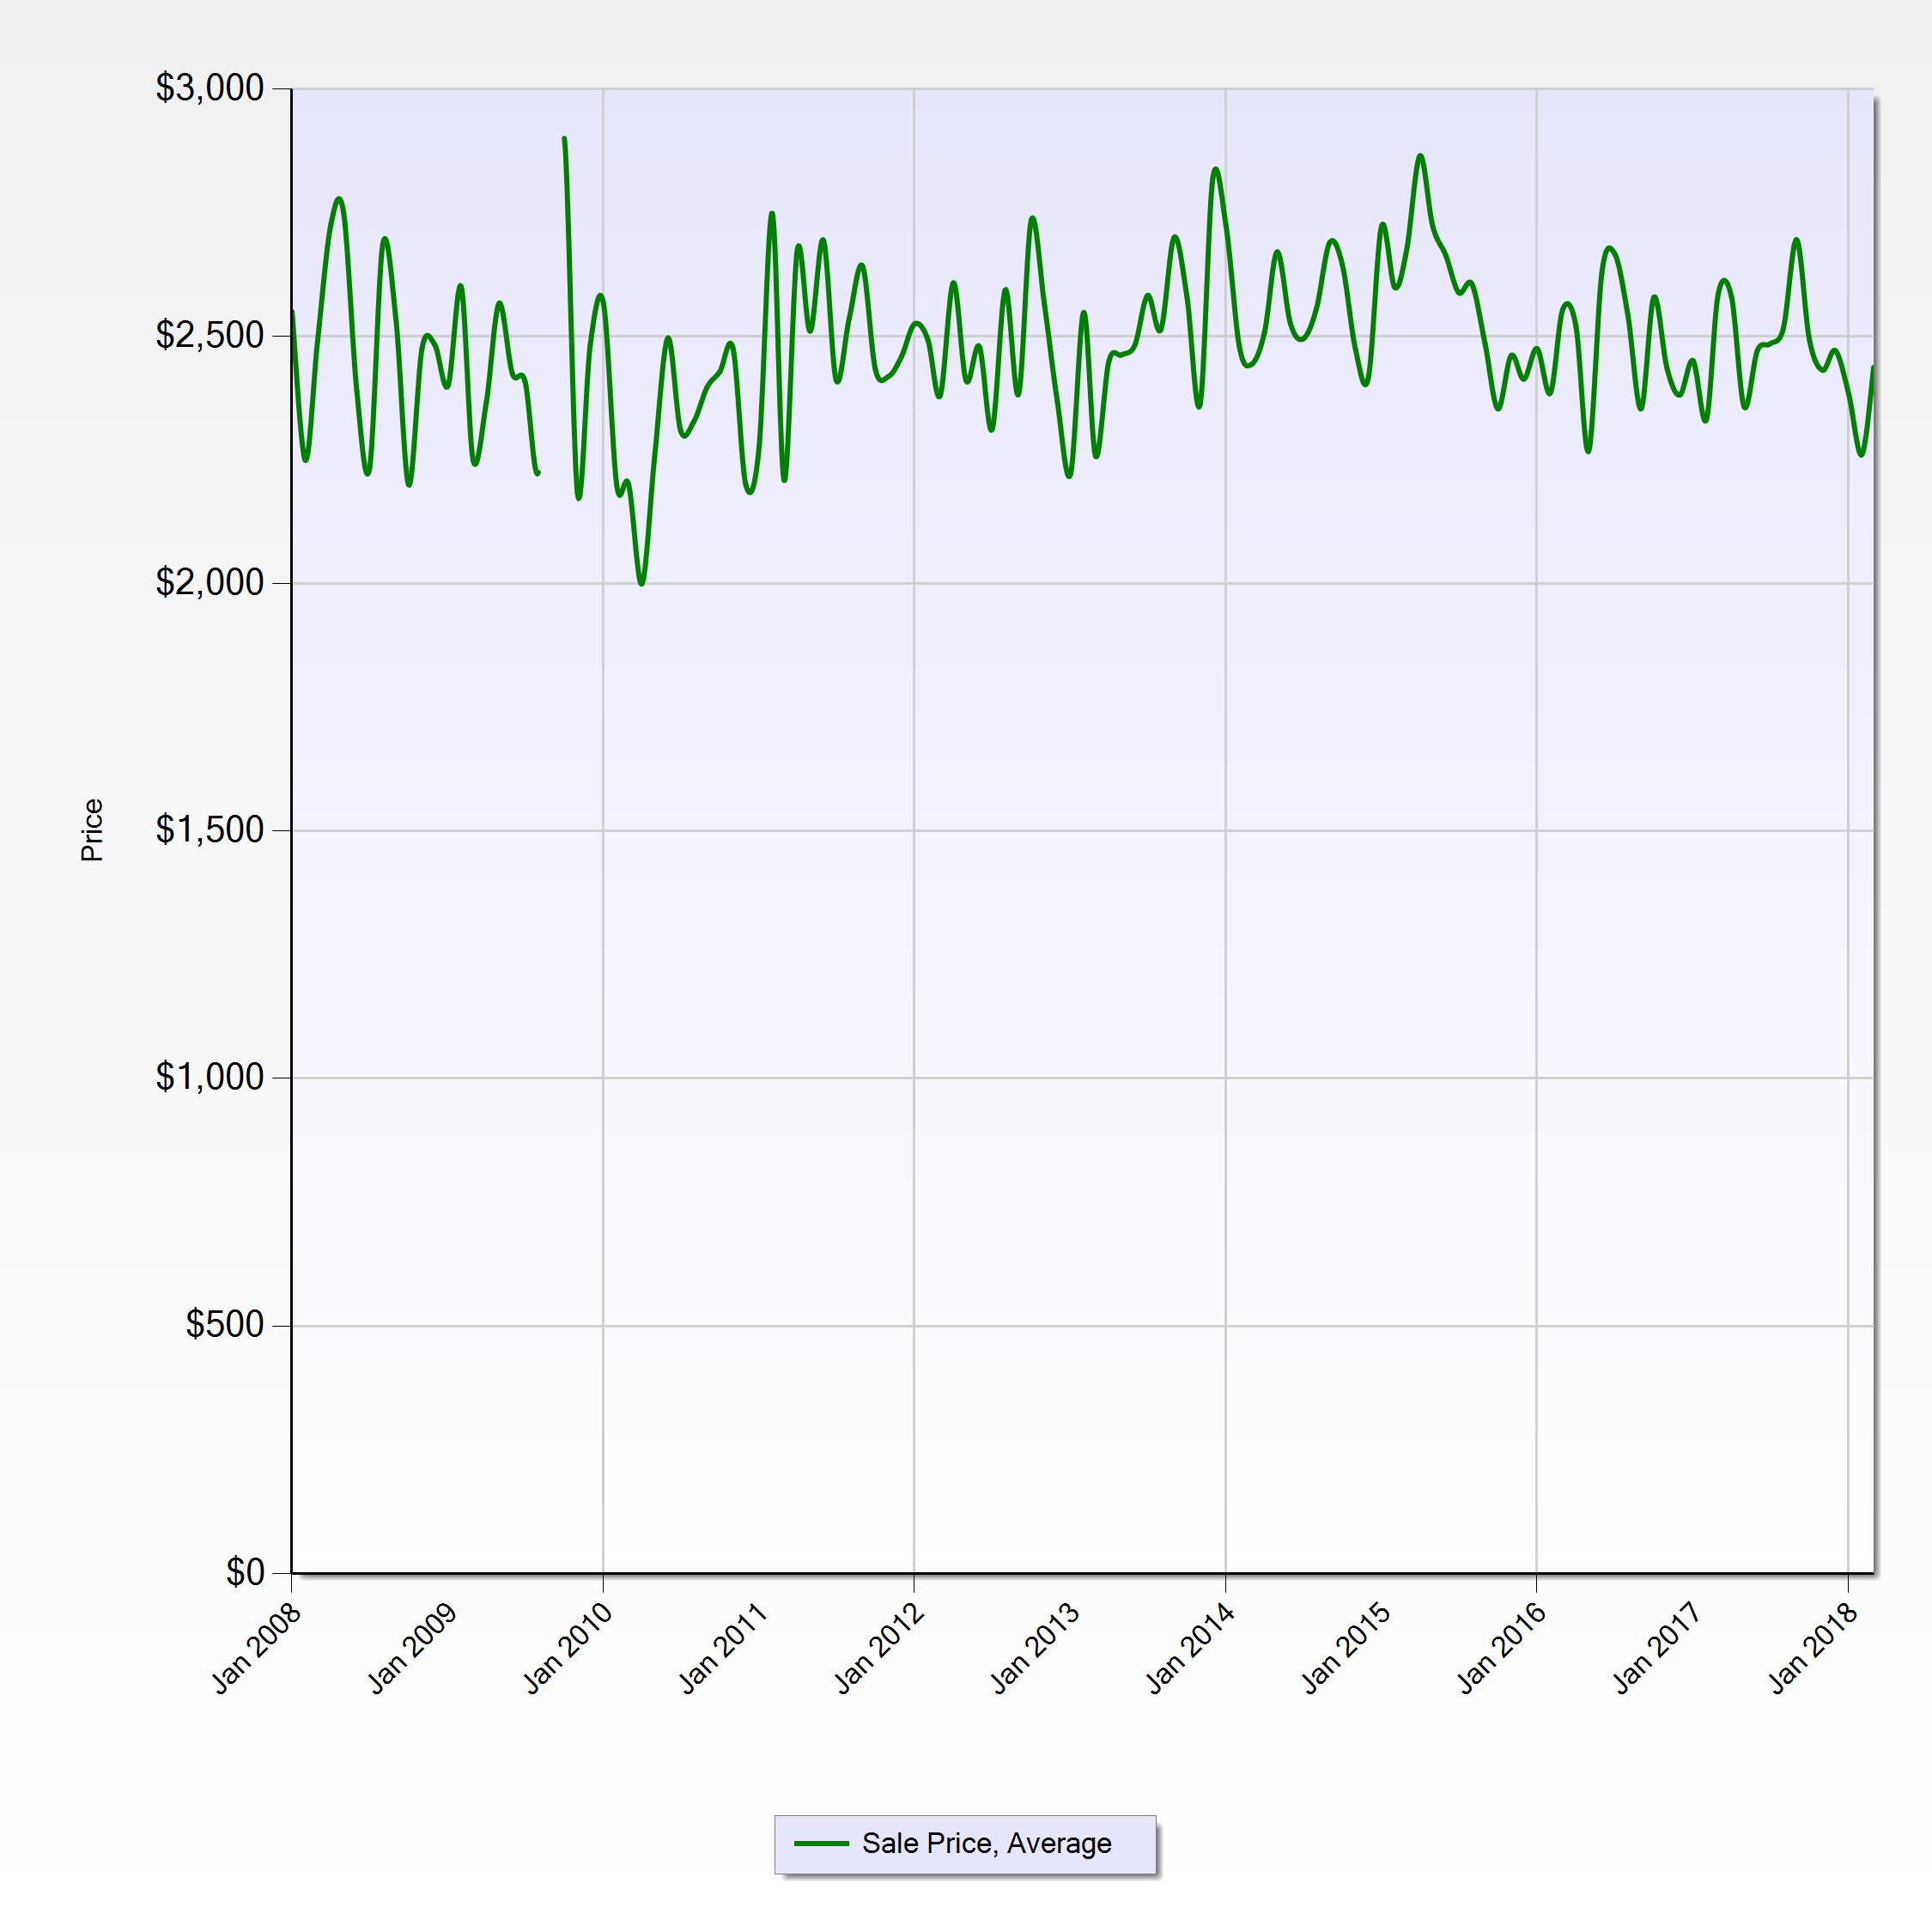 $3,000
$2,500
$2,000
$1,500
$1,000
$500
$0
Price
Jan 2008
Jan 2009
Jan 2010
Jan 2011
Jan 2012
Jan 2013
Jan 2014
Jan 2015
Jan 2016
Jan 2017
Jan 2018
Sale Price, Average